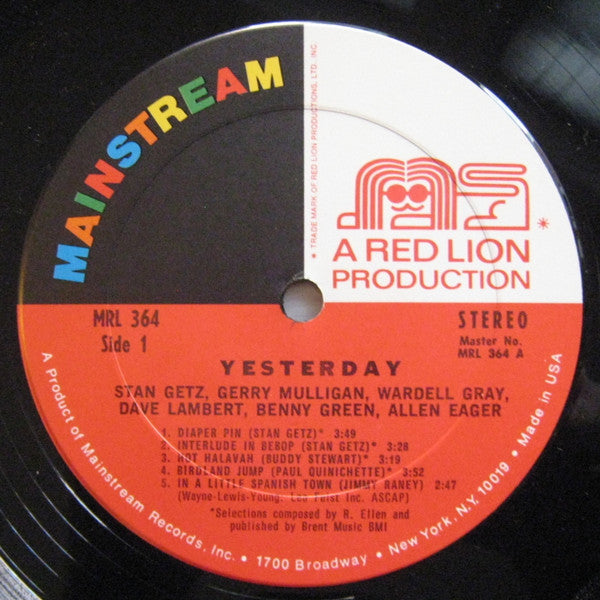 MAINSTREAM
* TRADE MARK OF RED LION PRODUCTIONS, LTD. INC.
MS *
A RED LION
PRODUCTION
MRL 364
Side 1
STEREO
Master No.
MRL 364 A
YESTERDAY
STAN GETZ, GERRY MULLIGAN, WARDELL GRAY,
DAVE LAMBERT, BENNY GREEN, ALLEN EAGER
1. DIAPER PIN (STAN GETZ)* 3:49
2. INTERLUDE IN BEBOP (STAN GETZ)* 3:28
3. HOT HALAVAH (BUDDY STEWART)* 3:19
4. BIRDLAND JUMP (PAUL QUINICHETTE)* 3:52
5. IN A LITTLE SPANISH TOWN (JIMMY RANEY) 2:47
(Wayne-Lewis-Young: Leo Feist Inc. ASCAP)
*Selections composed by R. Ellen and
published by Brent Music BMI
A Product of Mainstream Records, Inc. • 1700 Broadway • New York, N.Y. 10019 • Made in USA